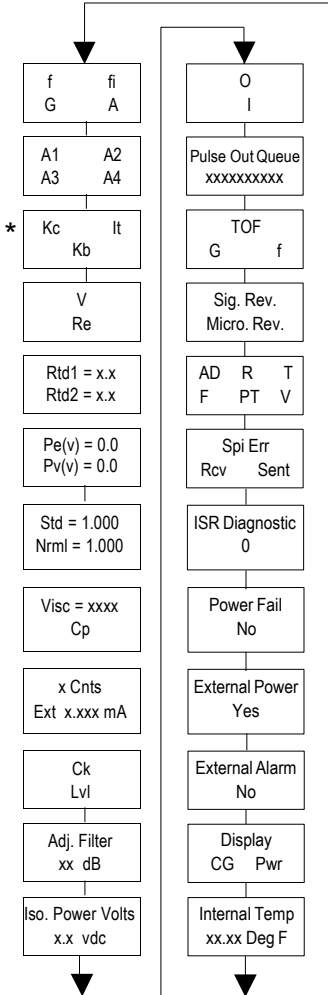 f fi
G A
A1 A2
A3 A4
* Kc It
Kb
V
Re
Rtd1 = x.x
Rtd2 = x.x
Pe(v) = 0.0
Pv(v) = 0.0
Std = 1.000
Nrml = 1.000
Visc = xxxx
Cp
x Cnts
Ext x.xxx mA
Ck
Lvl
Adj. Filter
xx dB
Iso. Power Volts
x.x vdc
O
I
Pulse Out Queue
xxxxxxxxxx
TOF
G f
Sig. Rev.
Micro. Rev.
AD R T
F PT V
Spi Err
Rcv Sent
ISR Diagnostic
0
Power Fail
No
External Power
Yes
External Alarm
No
Display
CG Pwr
Internal Temp
xx.xx Deg F